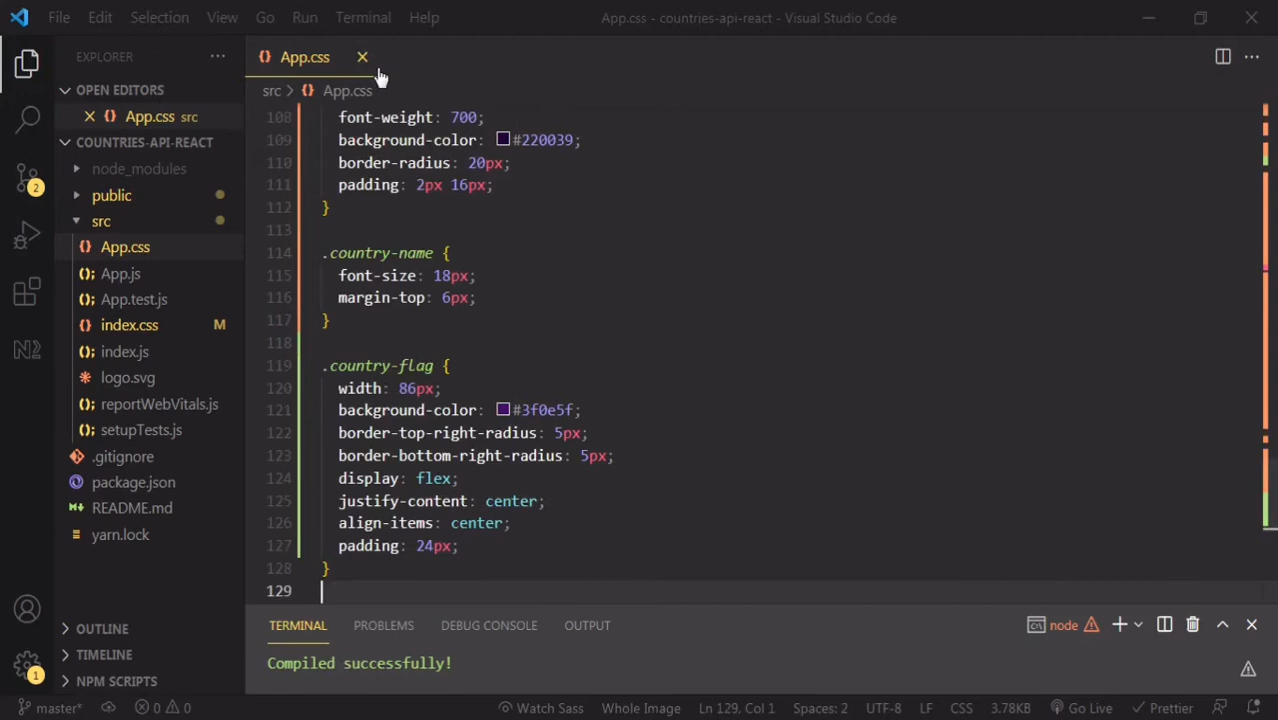 File Edit Selection View Go Run Terminal Help App.css - countries-api-react - Visual Studio Code
EXPLORER
OPEN EDITORS
App.css src
COUNTRIES-API-REACT
node_modules
public
src
App.css
App.js
App.test.js
index.css M
index.js
logo.svg
reportWebVitals.js
setupTests.js
.gitignore
package.json
README.md
yarn.lock
OUTLINE
TIMELINE
NPM SCRIPTS
2
1
App.css
src > App.css
108 font-weight: 700;
109 background-color: #220039;
110 border-radius: 20px;
111 padding: 2px 16px;
112 }
113
114 .country-name {
115 font-size: 18px;
116 margin-top: 6px;
117 }
118
119 .country-flag {
120 width: 86px;
121 background-color: #3f0e5f;
122 border-top-right-radius: 5px;
123 border-bottom-right-radius: 5px;
124 display: flex;
125 justify-content: center;
126 align-items: center;
127 padding: 24px;
128 }
129
TERMINAL PROBLEMS DEBUG CONSOLE OUTPUT node
Compiled successfully!
master* 0 0 Watch Sass Whole Image Ln 129, Col 1 Spaces: 2 UTF-8 LF CSS 3.78KB Go Live Prettier